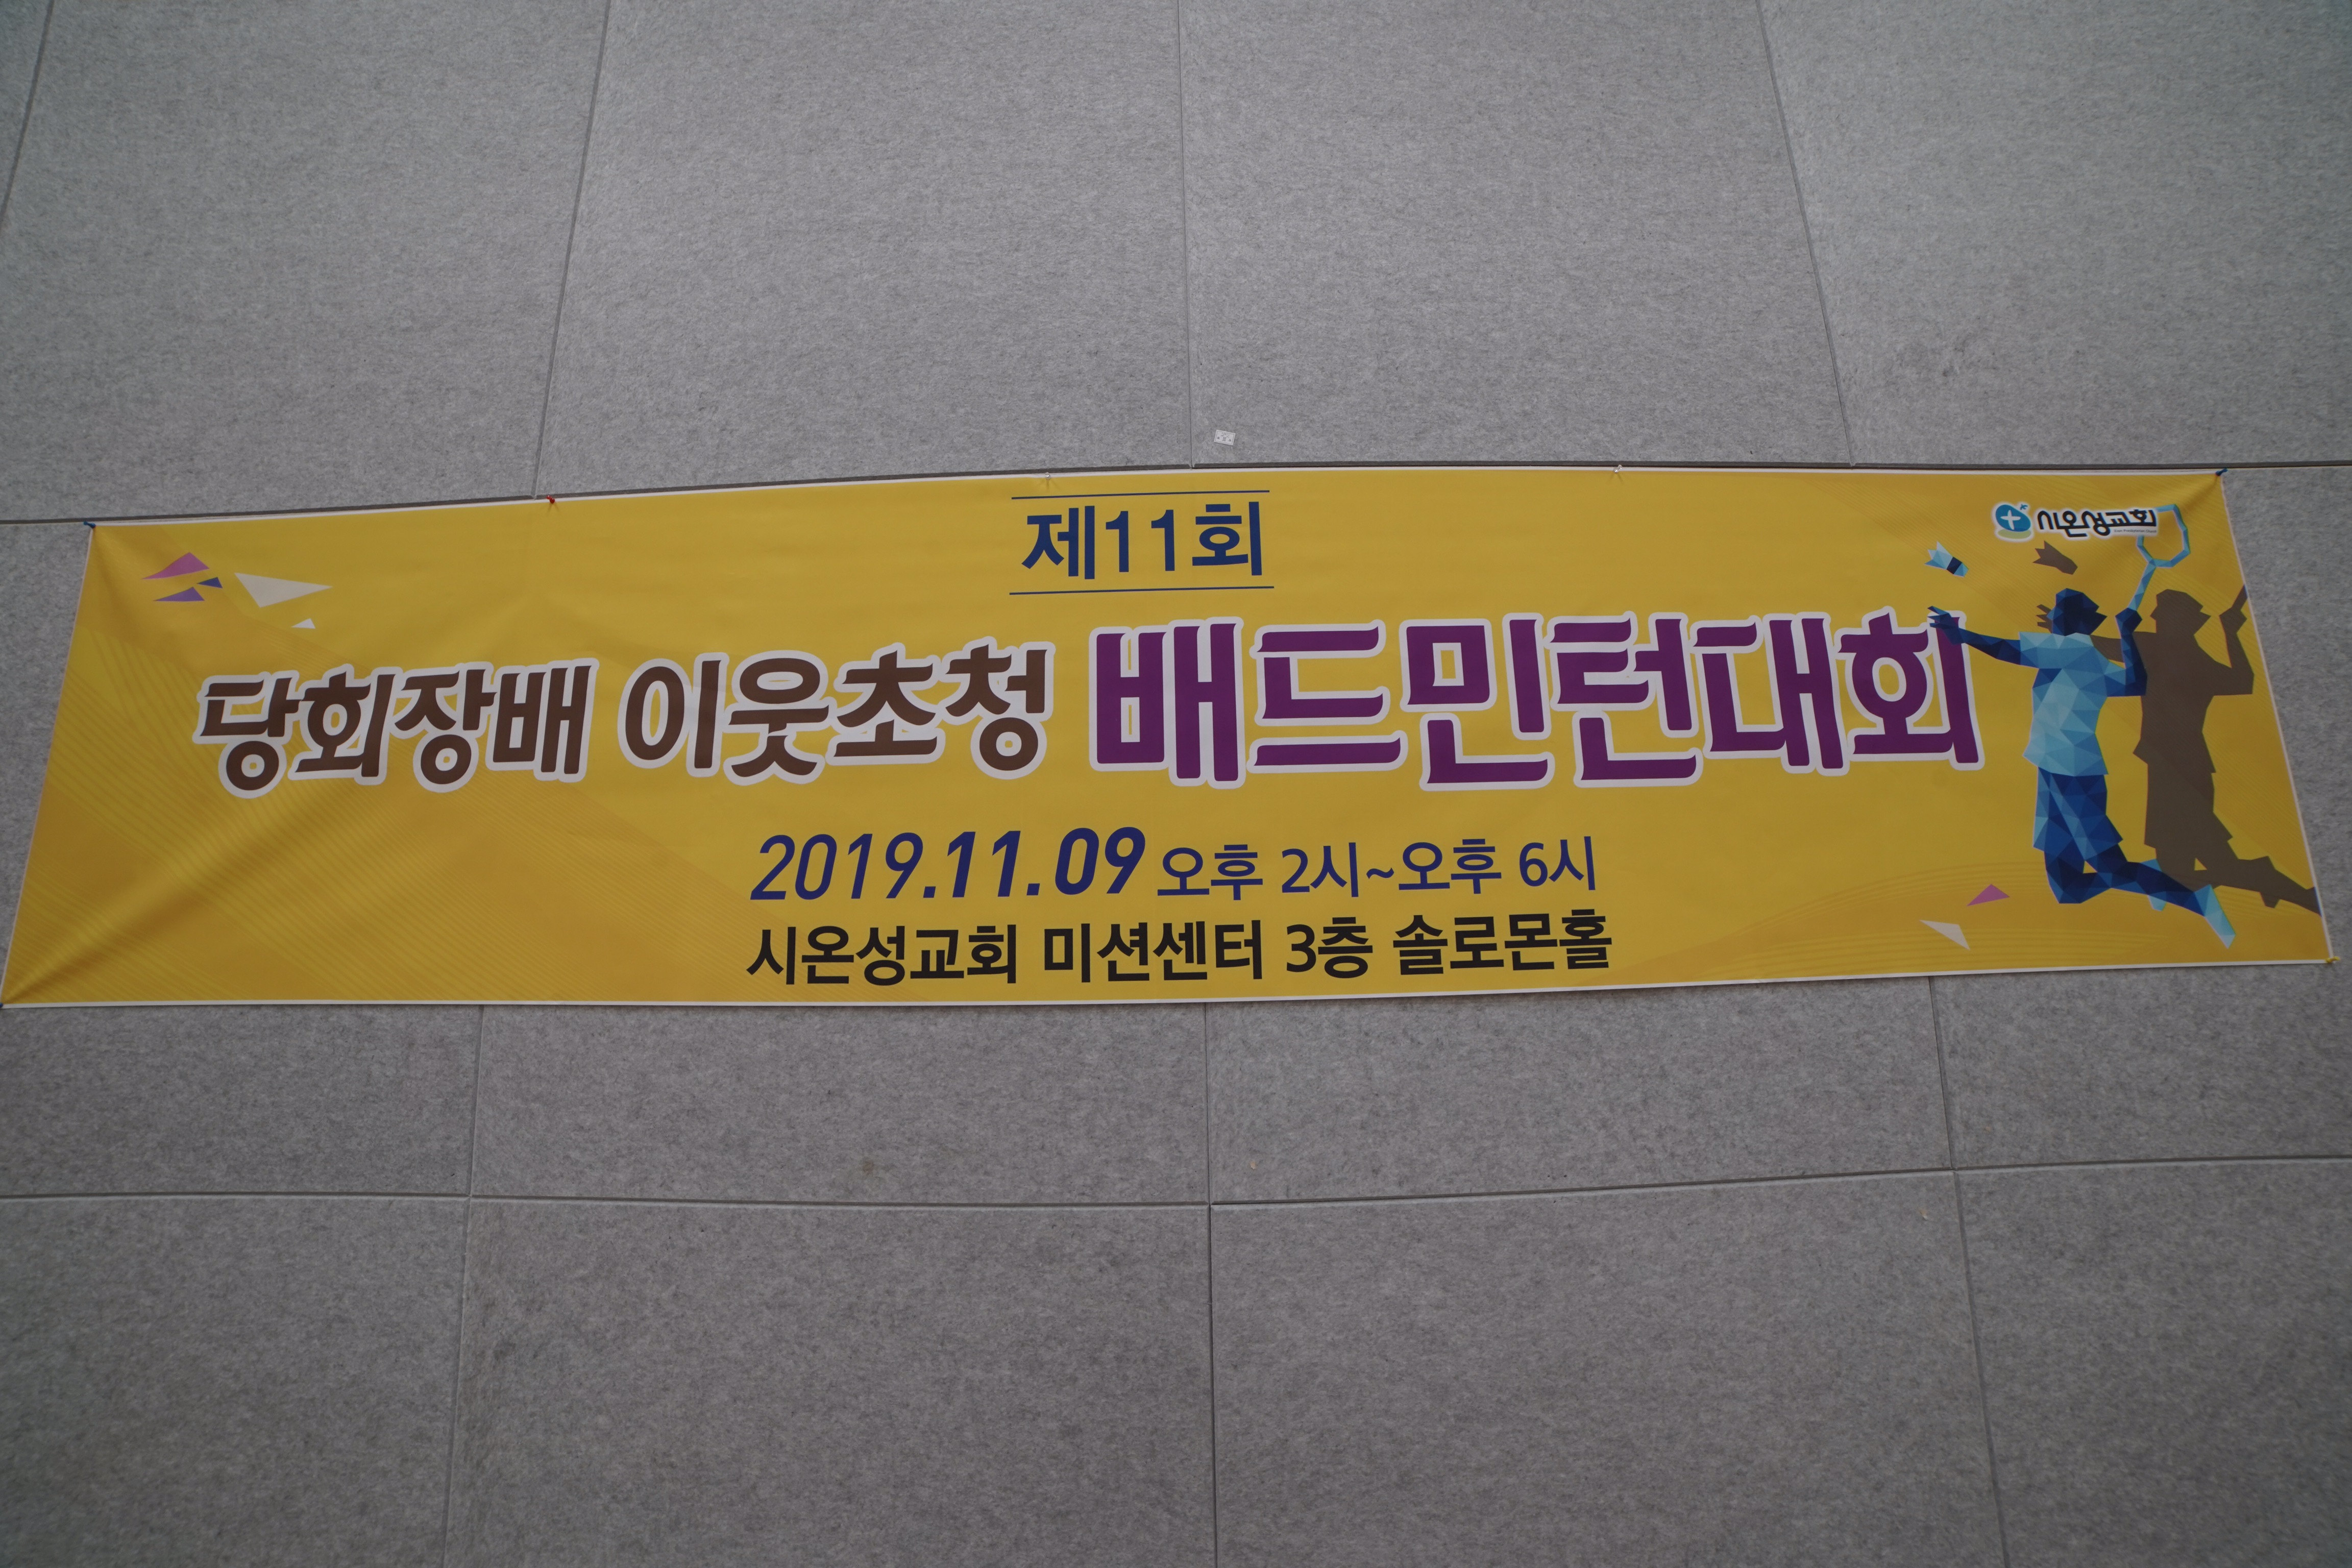 제11회
시온성교회
당회장배 이웃초청 배드민턴대회
2019.11.09 오후 2시~오후 6시
시온성교회 미션센터 3층 솔로몬홀